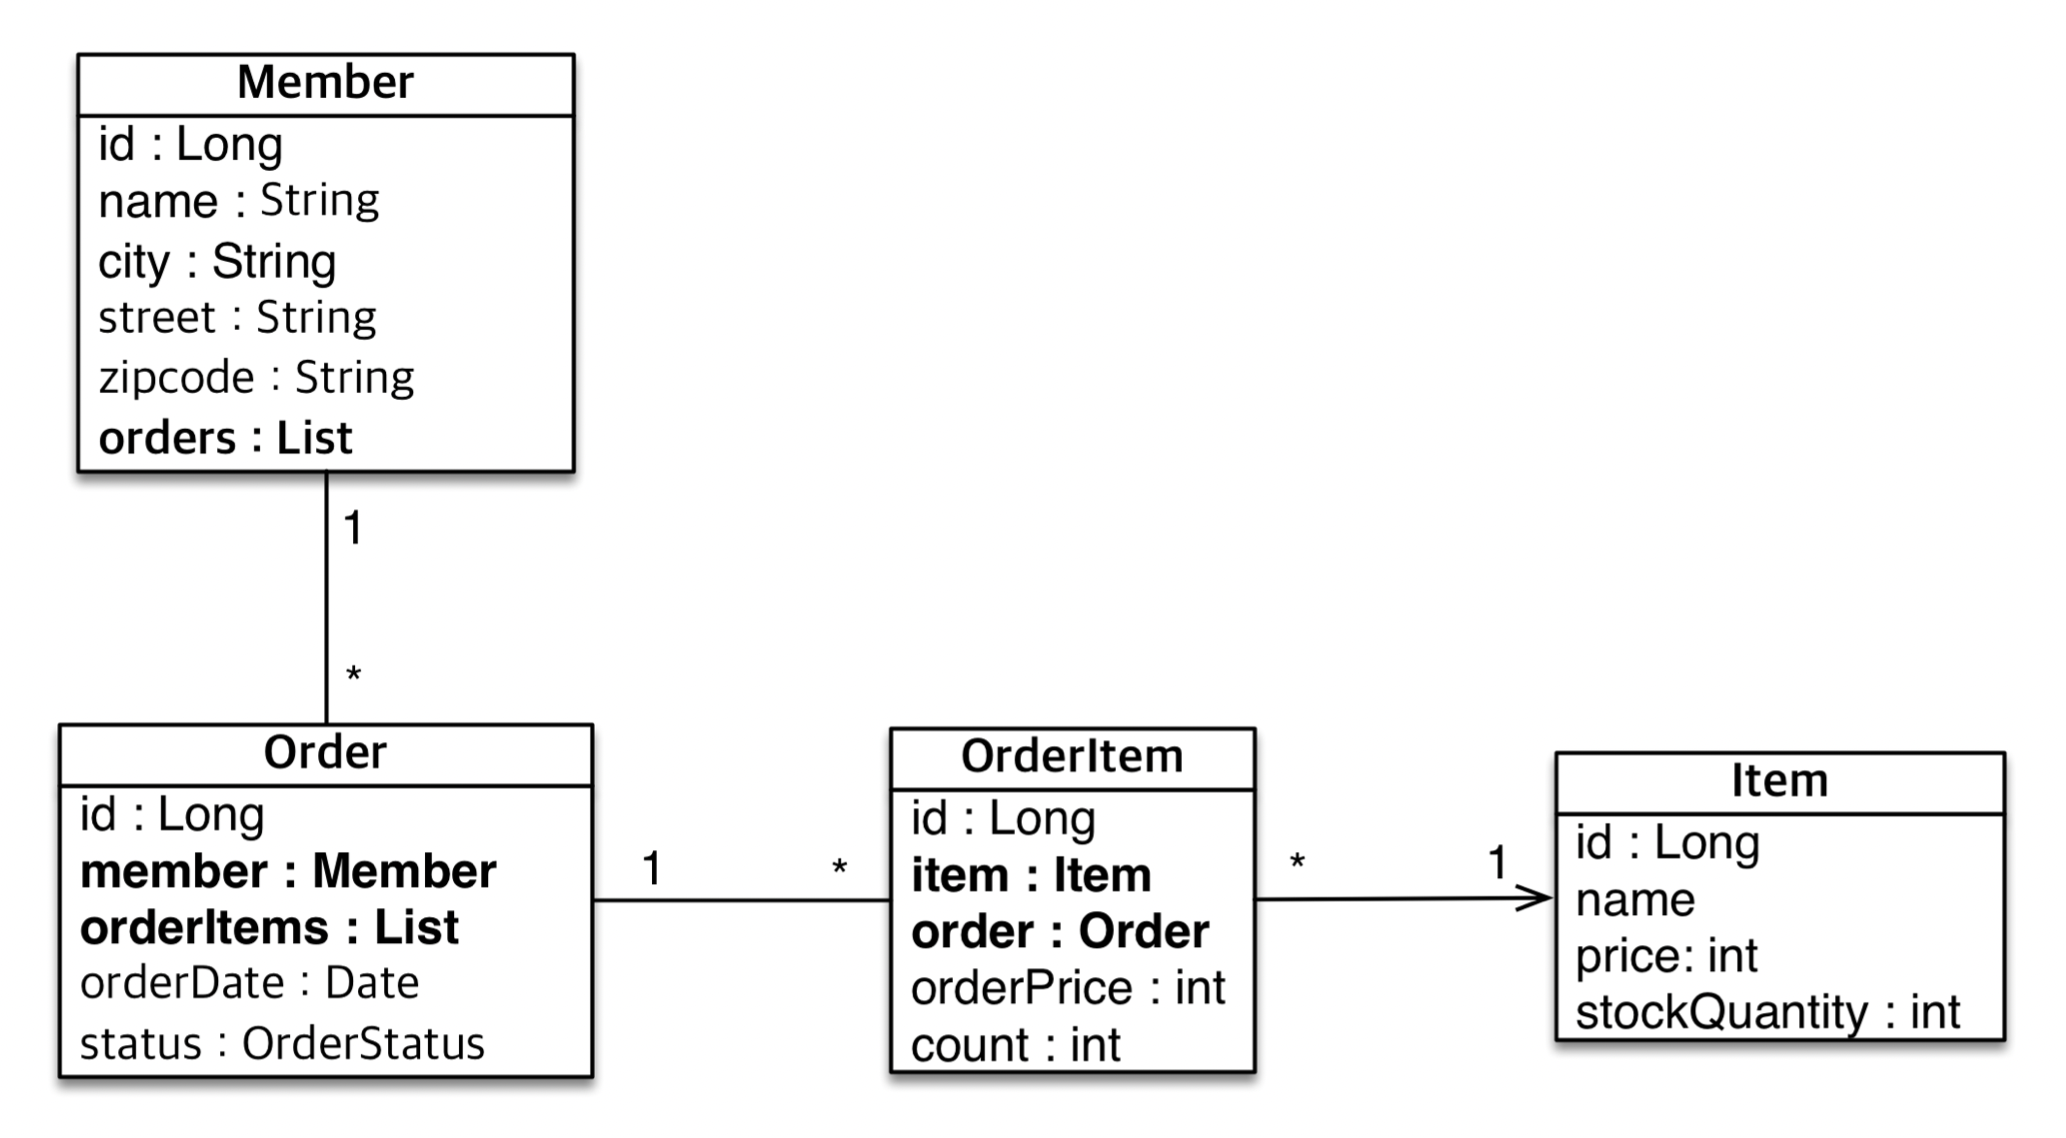 Member
id : Long
name : String
city : String
street : String
zipcode : String
orders : List
1
*
Order
id : Long
member : Member
orderItems : List
orderDate : Date
status : OrderStatus
1
*
OrderItem
id : Long
item : Item
order : Order
orderPrice : int
count : int
*
1
Item
id : Long
name
price: int
stockQuantity : int